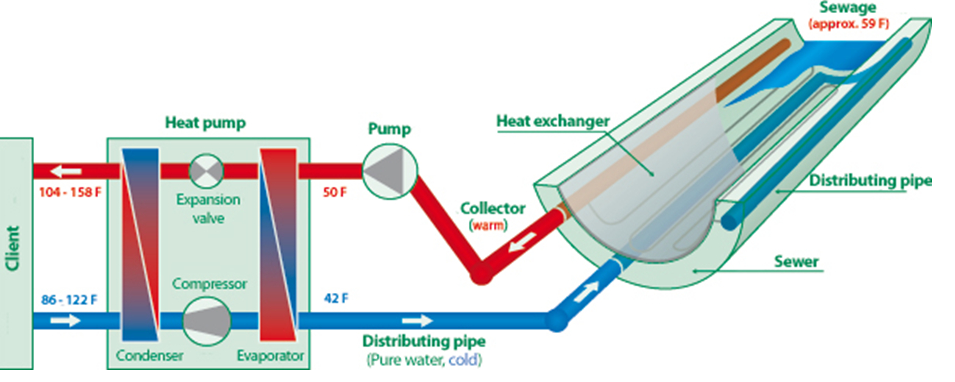 Sewage
(approx. 59 F)
Heat pump
Pump
Heat exchanger
Distributing pipe
104 - 158 F
Expansion
valve
50 F
Collector
(warm)
Client
Sewer
Compressor
86 - 122 F
42 F
Distributing pipe
(Pure water, cold)
Condenser
Evaporator